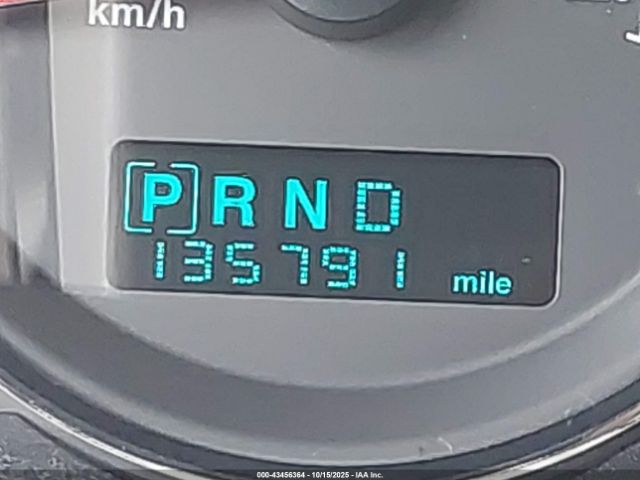 km/h
[P] R N D
135791 mile
000-43456364 - 10/15/2025 - IAA Inc.